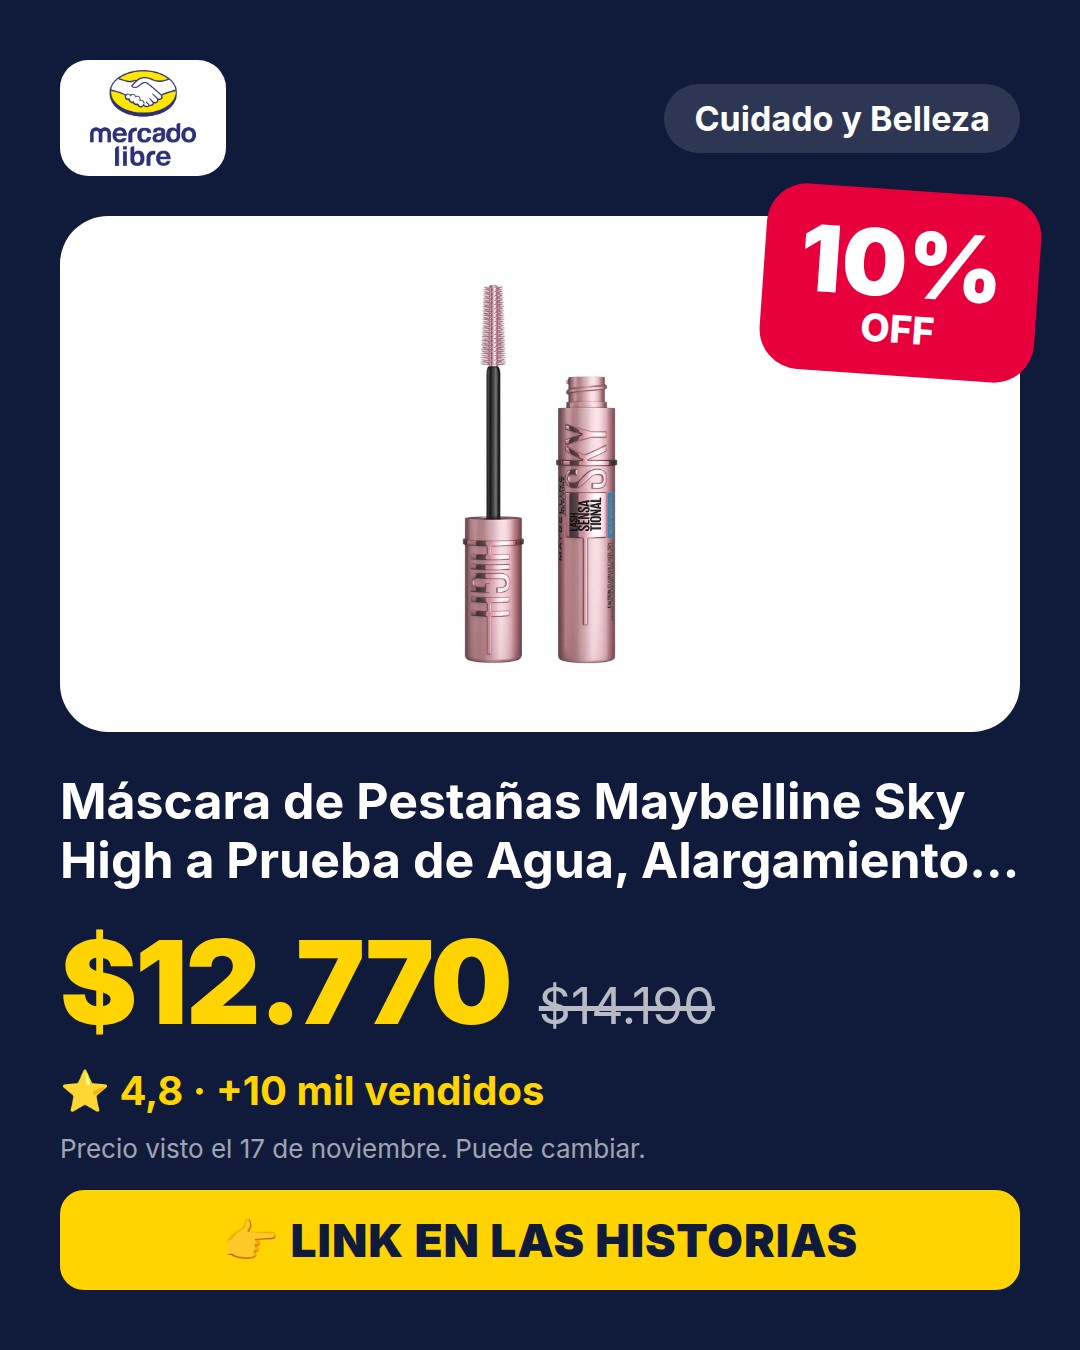 mercado
libre
Cuidado y Belleza
10%
OFF
HIGH
SKY
LASH
SENSA
TIONAL
Máscara de Pestañas Maybelline Sky
High a Prueba de Agua, Alargamiento...
$12.770 $14.190
⭐ 4,8 · +10 mil vendidos
Precio visto el 17 de noviembre. Puede cambiar.
👉 LINK EN LAS HISTORIAS